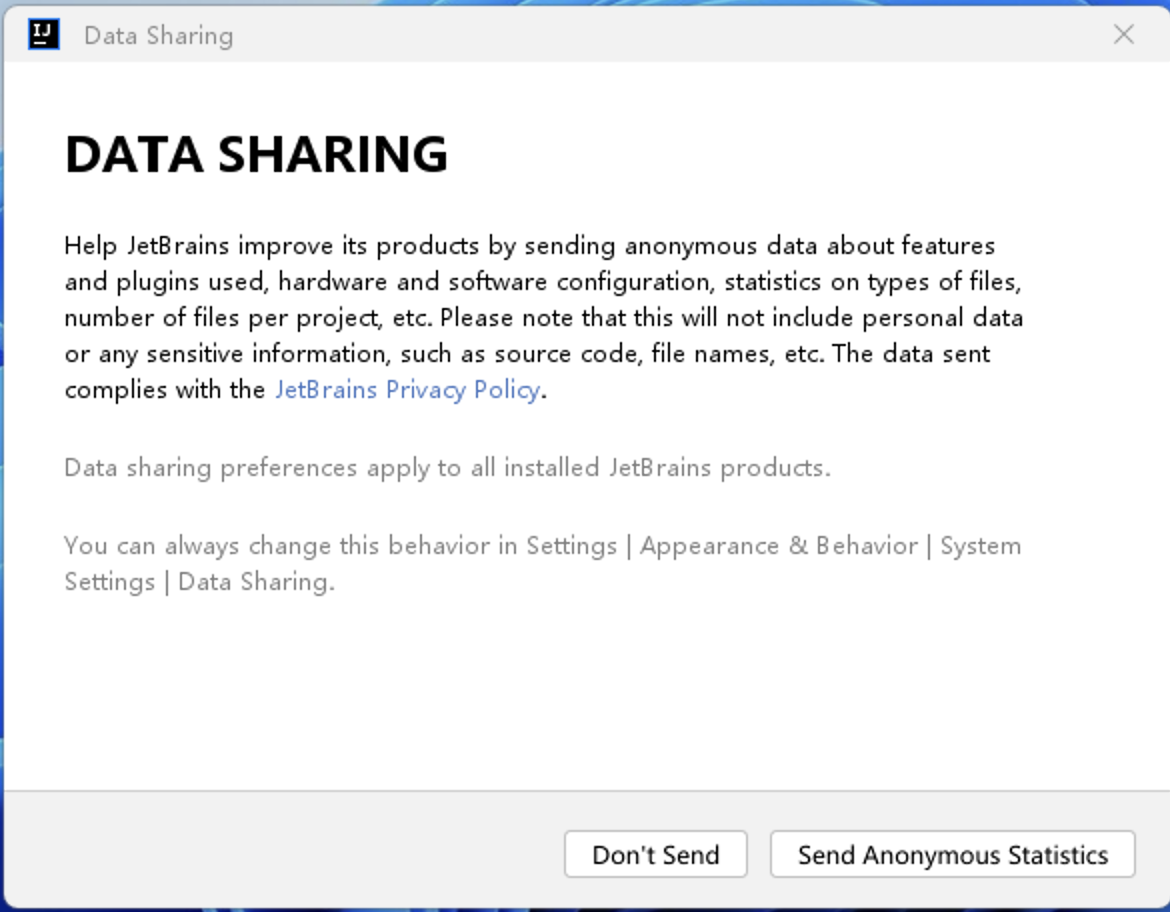 IJ
Data Sharing
DATA SHARING
Help JetBrains improve its products by sending anonymous data about features
and plugins used, hardware and software configuration, statistics on types of files,
number of files per project, etc. Please note that this will not include personal data
or any sensitive information, such as source code, file names, etc. The data sent
complies with the JetBrains Privacy Policy.
Data sharing preferences apply to all installed JetBrains products.
You can always change this behavior in Settings | Appearance & Behavior | System
Settings | Data Sharing.
Don't Send
Send Anonymous Statistics